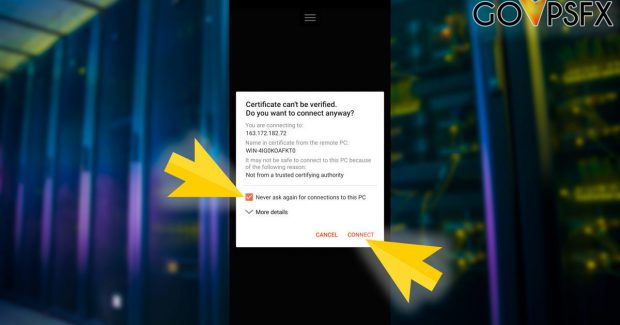 GOVPSFX
Certificate can't be verified.
Do you want to connect anyway?
You are connecting to:
163.172.182.72
Name in certificate from the remote PC:
WIN-4IG0K0AFKT0
It may not be safe to connect to this PC because
of the following reason:
Not from a trusted certifying authority
Never ask again for connections to this PC
More details
CANCEL CONNECT